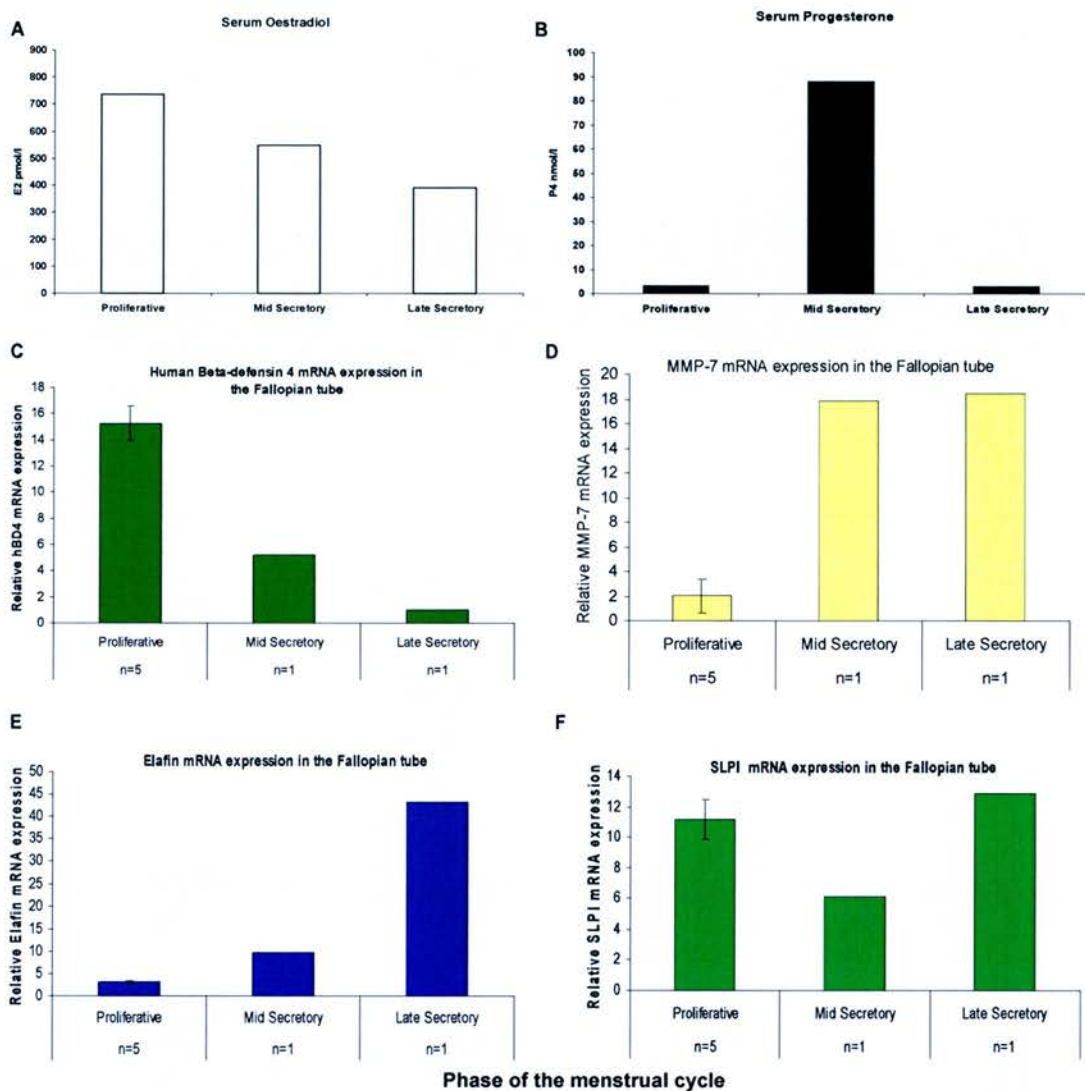 A
Serum Oestradiol
900
800
700
600
500
400
300
200
100
0
E2 pmol/l
Proliferative Mid Secretory Late Secretory
B
Serum Progesterone
100
90
80
70
60
50
40
30
20
10
0
P4 nmol/l
Proliferative Mid Secretory Late Secretory
C
Human Beta-defensin 4 mRNA expression in
the Fallopian tube
18
16
14
12
10
8
6
4
2
0
Relative hBD4 mRNA expression
Proliferative Mid Secretory Late Secretory
n=5 n=1 n=1
D
MMP-7 mRNA expression in the Fallopian tube
20
18
16
14
12
10
8
6
4
2
0
Relative MMP-7 mRNA expression
Proliferative Mid Secretory Late Secretory
n=5 n=1 n=1
E
Elafin mRNA expression in the Fallopian tube
50
45
40
35
30
25
20
15
10
5
0
Relative Elafin mRNA expression
Proliferative Mid Secretory Late Secretory
n=5 n=1 n=1
F
SLPI mRNA expression in the Fallopian tube
14
12
10
8
6
4
2
0
Relative SLPI mRNA expression
Proliferative Mid Secretory Late Secretory
n=5 n=1 n=1
Phase of the menstrual cycle